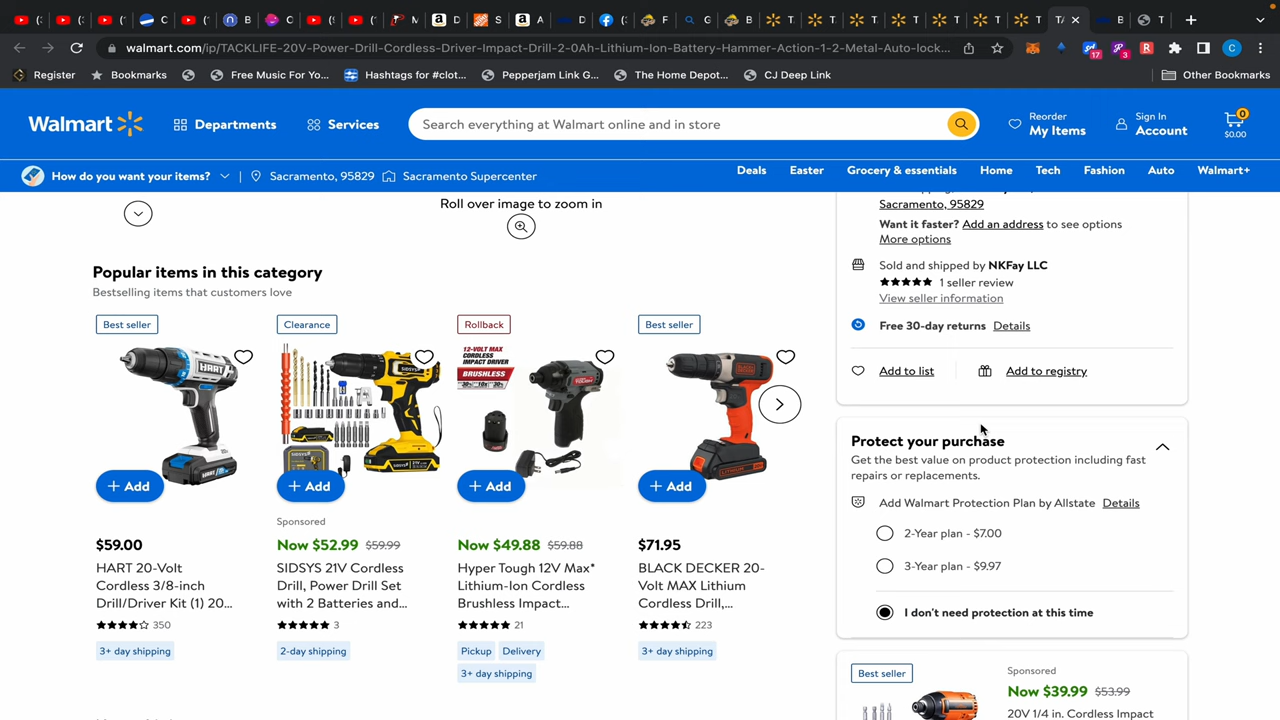 walmart.com/ip/TACKLIFE-20V-Power-Drill-Cordless-Driver-Impact-Drill-2-0Ah-Lithium-Ion-Battery-Hammer-Action-1-2-Metal-Auto-lock...
Register
Bookmarks
Free Music For Yo...
Hashtags for #clot...
Pepperjam Link G...
The Home Depot...
CJ Deep Link
Other Bookmarks
Walmart
Departments
Services
Search everything at Walmart online and in store
Reorder
My Items
Sign In
Account
0
$0.00
How do you want your items?
Sacramento, 95829
Sacramento Supercenter
Deals
Easter
Grocery & essentials
Home
Tech
Fashion
Auto
Walmart+
Roll over image to zoom in
Popular items in this category
Bestselling items that customers love
Best seller
Clearance
Rollback
Best seller
12-VOLT MAX
CORDLESS
IMPACT DRIVER
BRUSHLESS
HART
+ Add
+ Add
+ Add
+ Add
Sponsored
$59.00
Now $52.99 $59.99
Now $49.88 $59.88
$71.95
HART 20-Volt
Cordless 3/8-inch
Drill/Driver Kit (1) 20...
SIDSYS 21V Cordless
Drill, Power Drill Set
with 2 Batteries and...
Hyper Tough 12V Max*
Lithium-Ion Cordless
Brushless Impact...
BLACK DECKER 20-
Volt MAX Lithium
Cordless Drill,...
350
3
21
223
3+ day shipping
2-day shipping
Pickup
Delivery
3+ day shipping
3+ day shipping
Sacramento, 95829
Want it faster? Add an address to see options
More options
Sold and shipped by NKFay LLC
1 seller review
View seller information
Free 30-day returns Details
Add to list
Add to registry
Protect your purchase
Get the best value on product protection including fast
repairs or replacements.
Add Walmart Protection Plan by Allstate Details
2-Year plan - $7.00
3-Year plan - $9.97
I don't need protection at this time
Best seller
Sponsored
Now $39.99 $53.99
20V 1/4 in. Cordless Impact